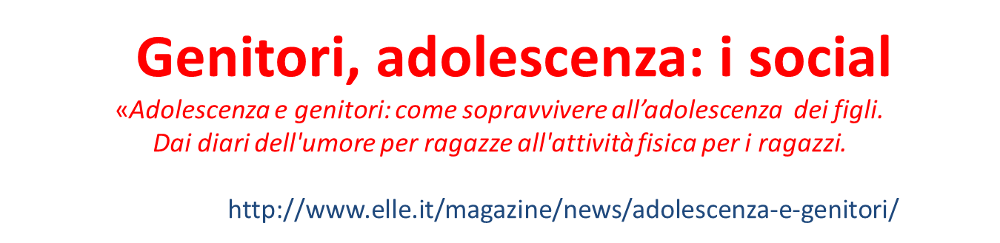 Genitori, adolescenza: i social
«Adolescenza e genitori: come sopravvivere all’adolescenza dei figli.
Dai diari dell'umore per ragazze all'attività fisica per i ragazzi.
http://www.elle.it/magazine/news/adolescenza-e-genitori/